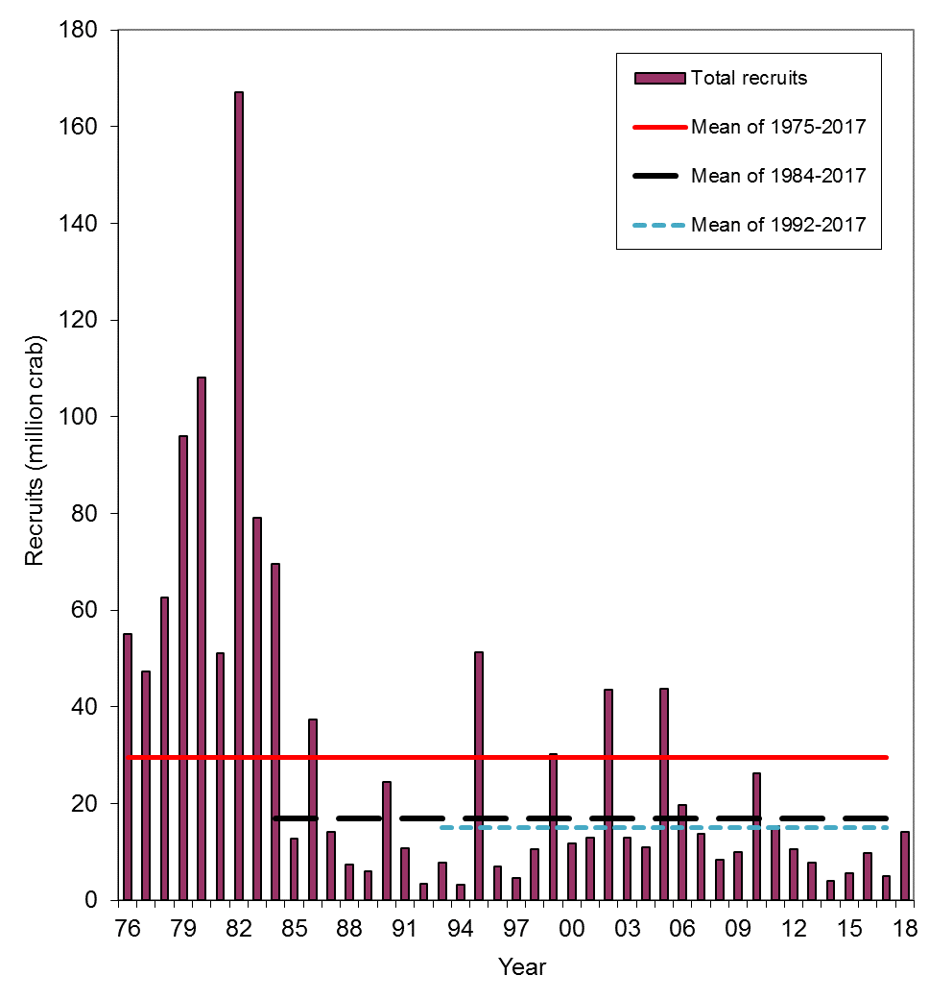 180
160
140
120
100
80
60
40
20
0
Recruits (million crab)
Total recruits
Mean of 1975-2017
Mean of 1984-2017
Mean of 1992-2017
76 79 82 85 88 91 94 97 00 03 06 09 12 15 18
Year